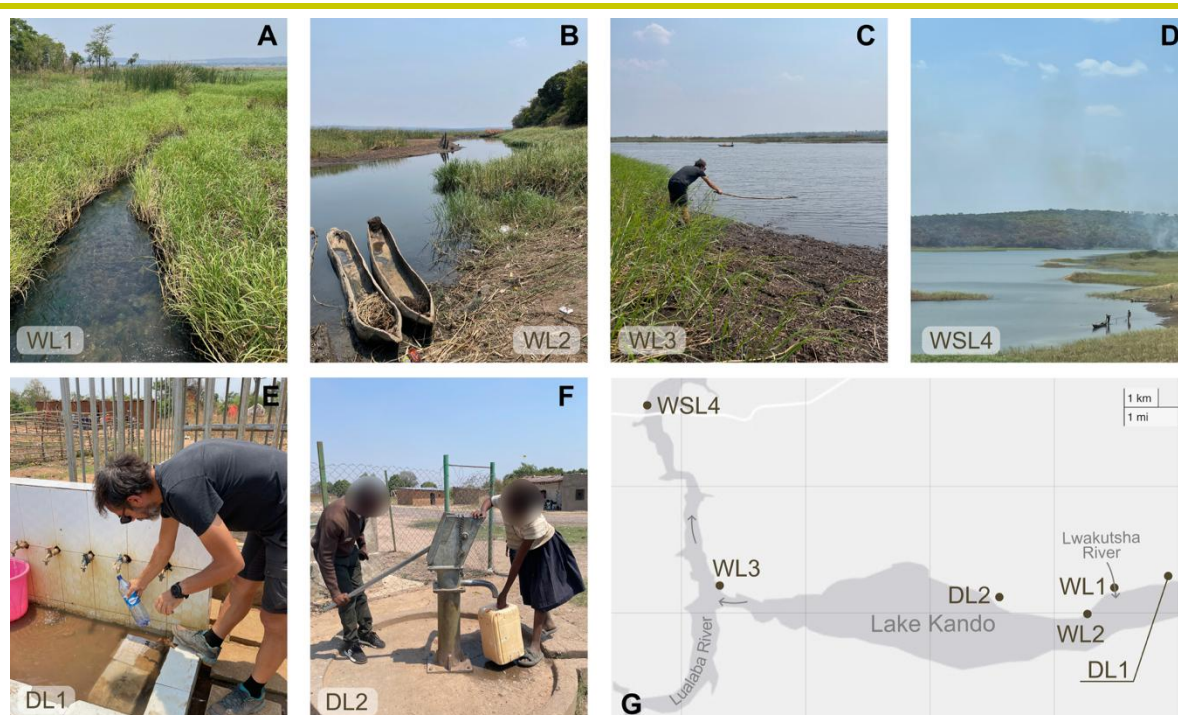 A
WL1
B
WL2
C
WL3
D
WSL4
E
DL1
F
DL2
WSL4
1 km
1 mi
Lwakutsha
River
WL3
WL1
DL2
Lake Kando
WL2
Lualaba River
DL1
G